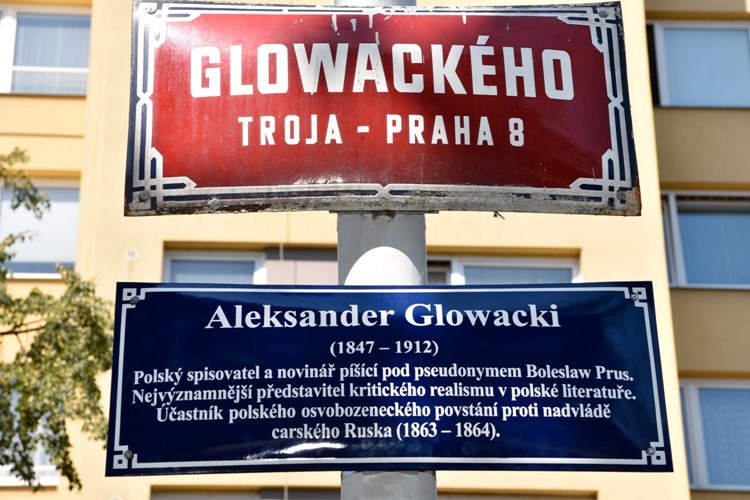 GLOWACKÉHO
TROJA - PRAHA 8
Aleksander Glowacki
(1847 – 1912)
Polský spisovatel a novinář píšící pod pseudonymem Boleslaw Prus.
Nejvýznamnější představitel kritického realismu v polské literatuře.
Účastník polského osvobozeneckého povstání proti nadvládě
carského Ruska (1863 – 1864).